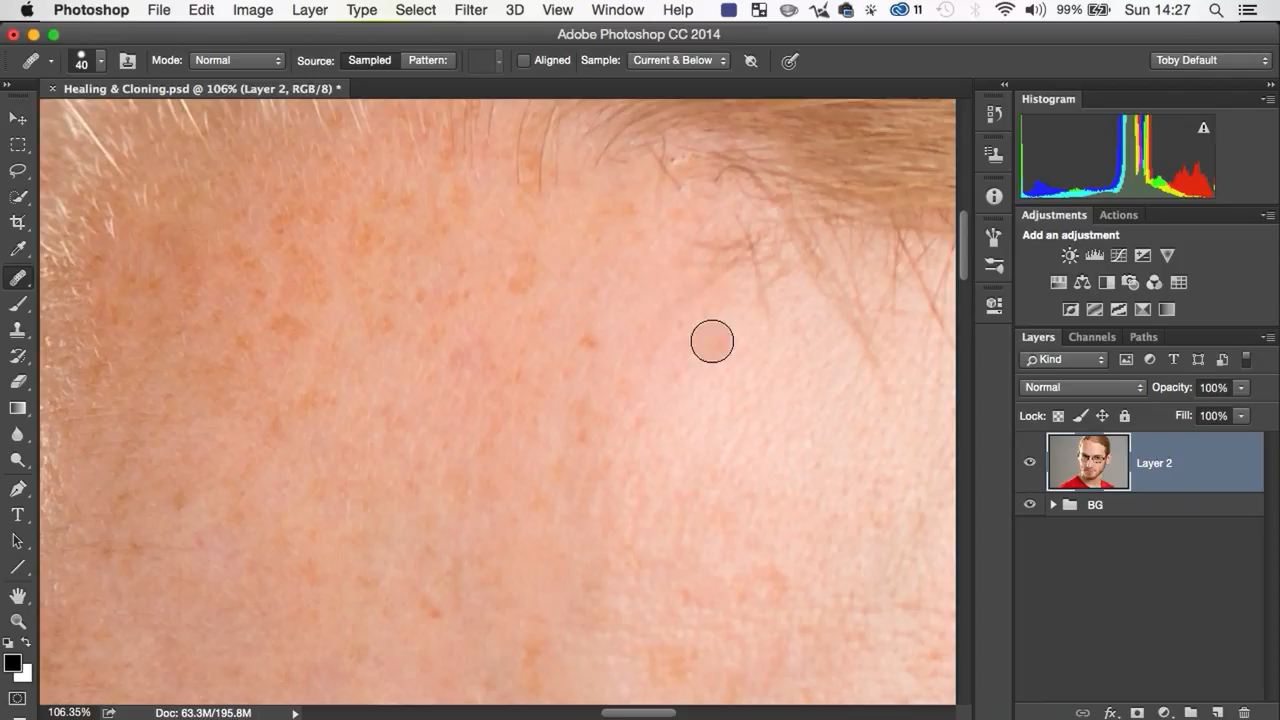 Photoshop File Edit Image Layer Type Select Filter 3D View Window Help 11 99% Sun 14:27
Adobe Photoshop CC 2014
40 Mode: Normal Source: Sampled Pattern: Aligned Sample: Current & Below Toby Default
Healing & Cloning.psd @ 106% (Layer 2, RGB/8) *
Histogram
Adjustments Actions
Add an adjustment
Layers Channels Paths
Kind
Normal Opacity: 100%
Lock: Fill: 100%
Layer 2
BG
106.35% Doc: 63.3M/195.8M